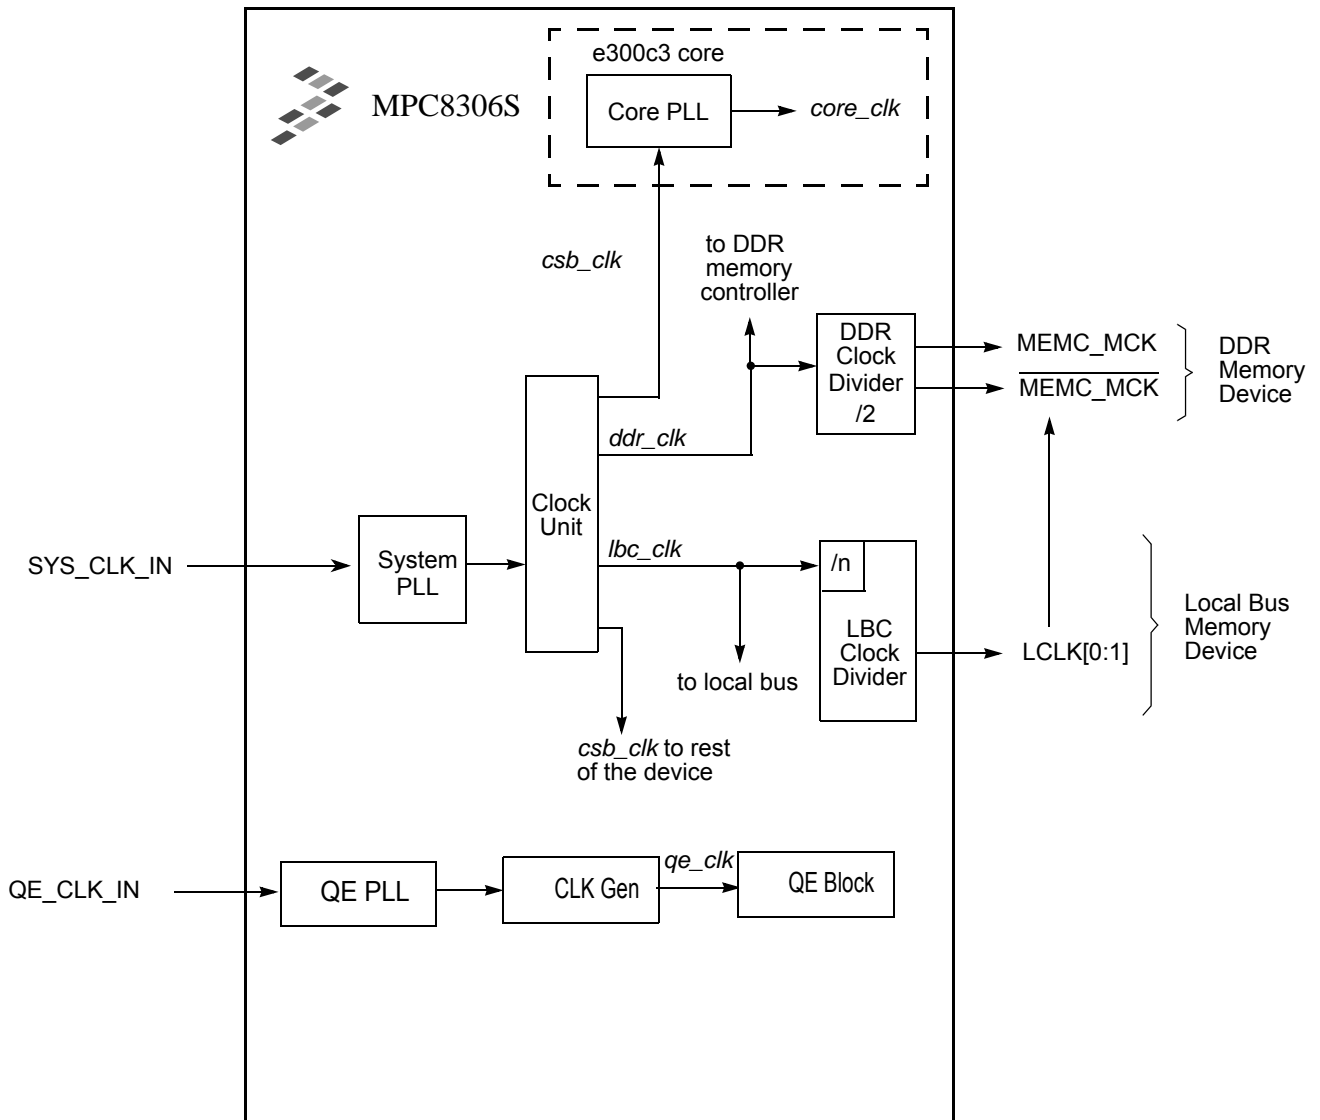 e300c3 core
MPC8306S
Core PLL
core_clk
csb_clk
to DDR
memory
controller
DDR
Clock
Divider
/2
MEMC_MCK
MEMC_MCK
DDR
Memory
Device
ddr_clk
Clock
Unit
SYS_CLK_IN
System
PLL
lbc_clk
/n
LBC
Clock
Divider
LCLK[0:1]
Local Bus
Memory
Device
to local bus
csb_clk to rest
of the device
QE_CLK_IN
QE PLL
CLK Gen
qe_clk
QE Block